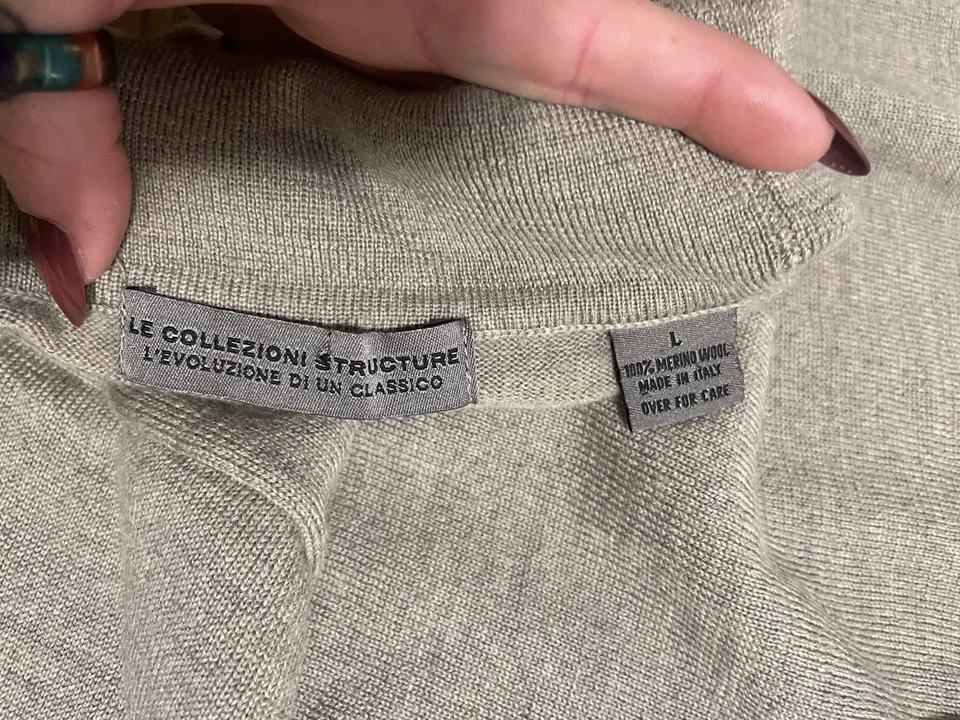 LE COLLEZIONI STRUCTURE
L'EVOLUZIONE DI UN CLASSICO
L
100% MERINO WOOL
MADE IN ITALY
OVER FOR CARE